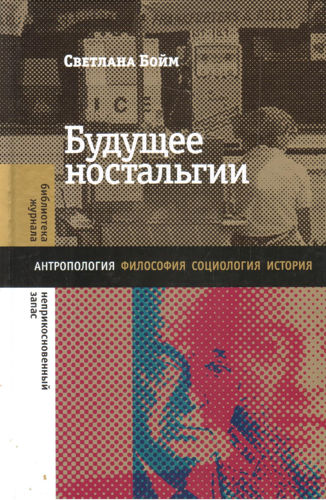 Светлана Бойм
Будущее
ностальгии
библиотека
журнала
АНТРОПОЛОГИЯ ФИЛОСОФИЯ СОЦИОЛОГИЯ ИСТОРИЯ
неприкосновенный
запас